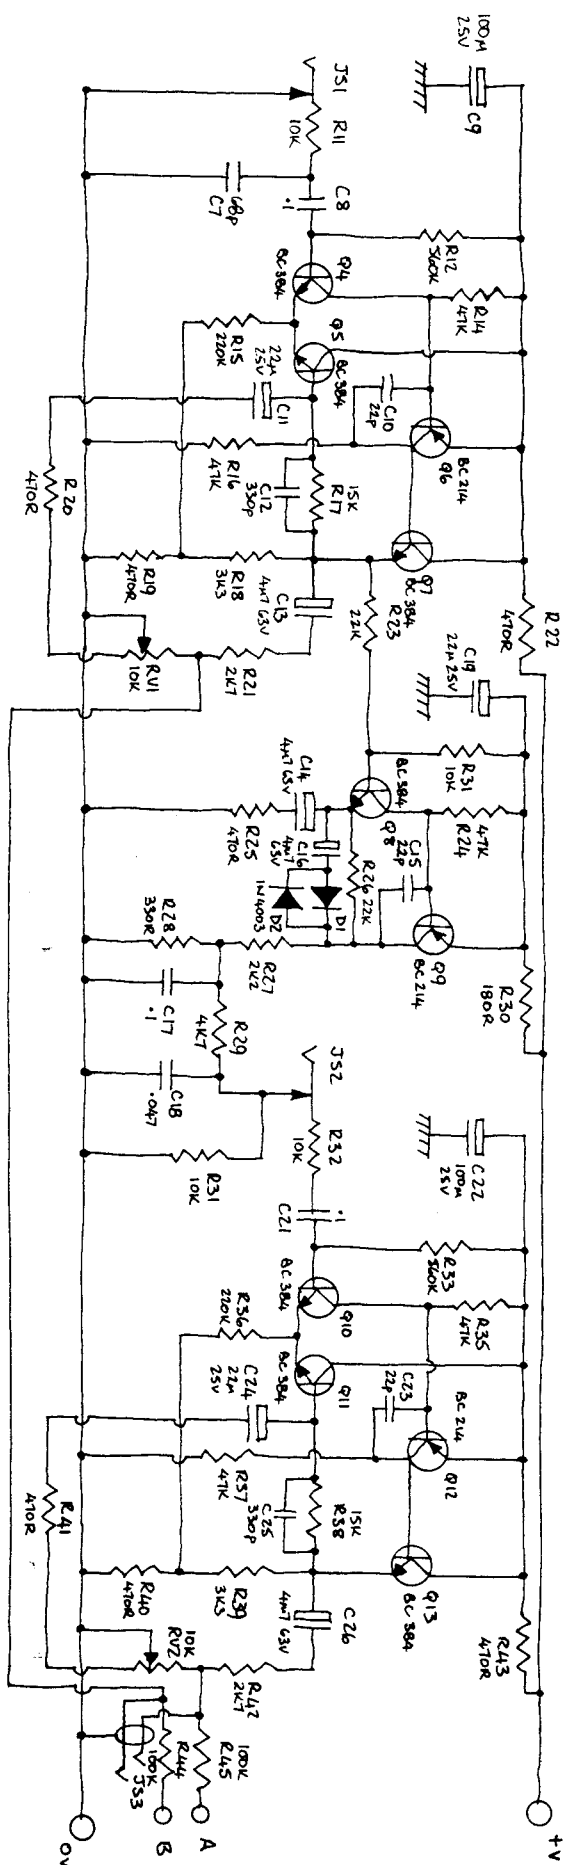 100µ
25V
C9
JS1
R11
10K
C7
68p
C8
.1
R12
560K
Q4
BC384
R14
47K
Q5
BC384
R15
220K
22µ
25V
C11
C10
22p
Q6
BC214
R16
47K
C12
330p
15K
R17
R20
470R
R19
470R
R18
3K3
C13
4µ7 63V
Q7
BC384
R23
22K
RV1
10K
R21
2K7
R22
470R
C19
22µ 25V
R31
10K
BC384
Q8
R24
47K
C14
4µ7 63V
C16
4µ7
63V
C15
22p
R25
470R
R26 22K
D1
D2
1N4003
Q9
BC214
R28
330R
R27
2K2
R30
180R
C17
.1
R29
4K7
C18
.047
JS2
R31
10K
R32
10K
C22
100µ
25V
C21
.1
R33
560K
BC384
Q10
R35
47K
R36
220K
BC384
Q11
C24
22µ
25V
C23
22p
BC214
Q12
R37
47K
C25
330p
15K
R38
R41
470R
R40
470R
R39
3K3
C26
4µ7 63V
Q13
BC384
10K
RV2
R42
2K7
R43
470R
100K
R45
100K
R44
JS3
A
B
0V
+V